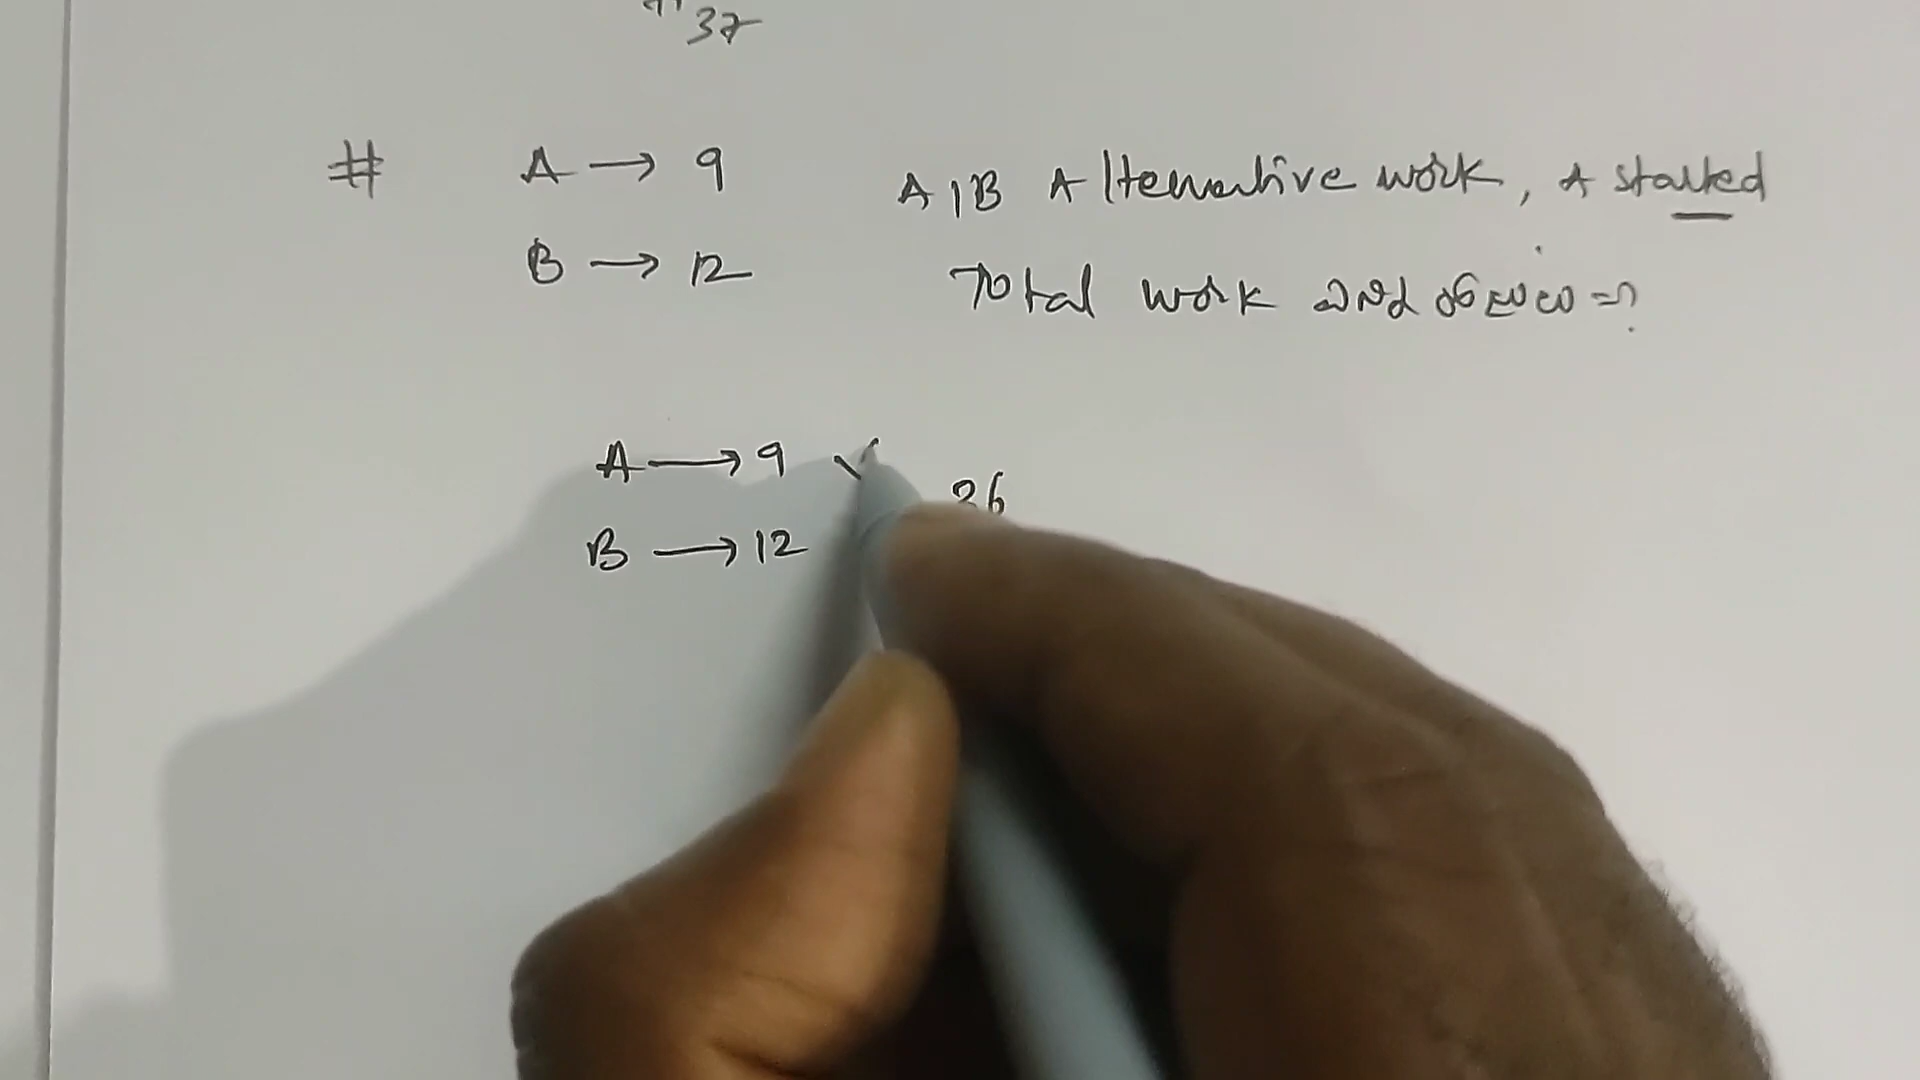 37
# A → 9 A, B Alternative work, A started
B → 12 Total work ఎన్ని రోజులు = ?
A → 9
36
B → 12